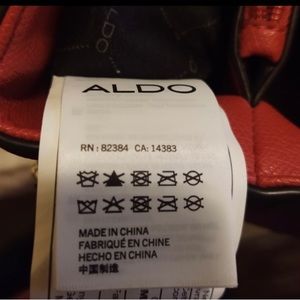 ALDO
RN: 82384 CA: 14383
MADE IN CHINA
FABRIQUÉ EN CHINE
HECHO EN CHINA
中国制造